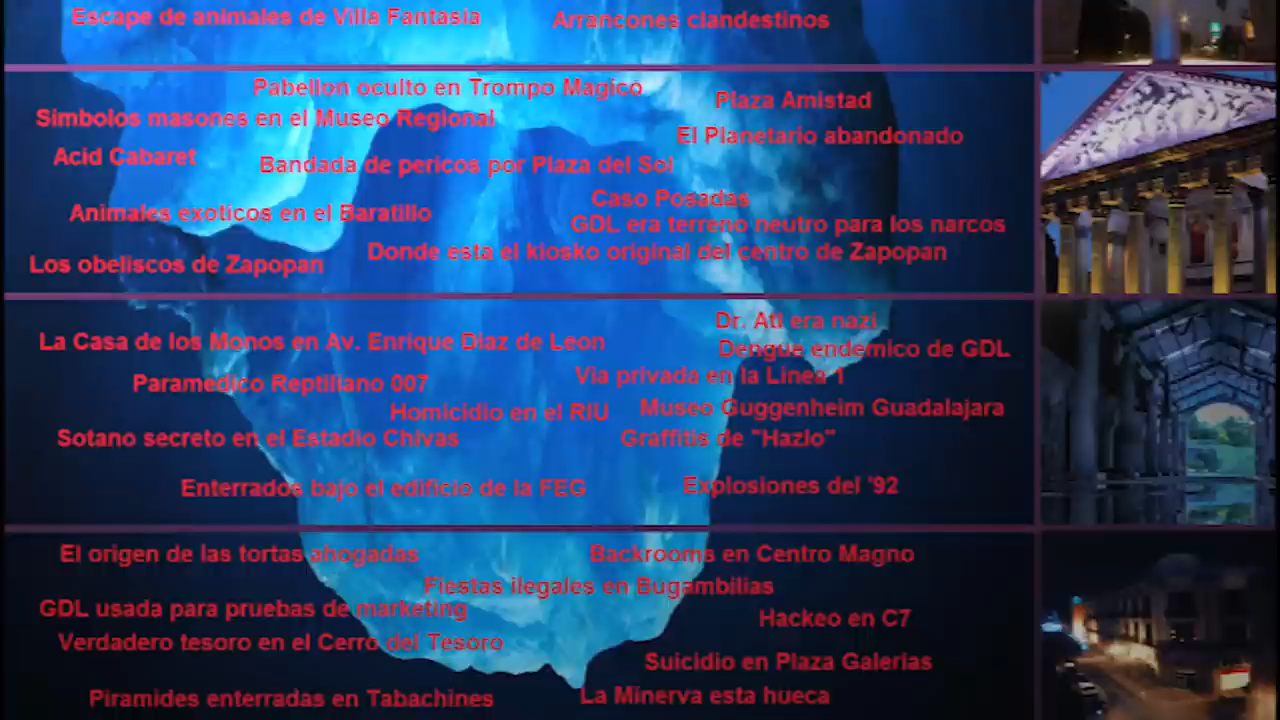 Escape de animales de Villa Fantasia
Arrancones clandestinos
Pabellon oculto en Trompo Magico
Plaza Amistad
Simbolos masones en el Museo Regional
El Planetario abandonado
Acid Cabaret
Bandada de pericos por Plaza del Sol
Caso Posadas
Animales exoticos en el Baratillo
GDL era terreno neutro para los narcos
Donde esta el kiosko original del centro de Zapopan
Los obeliscos de Zapopan
Dr. Atl era nazi
La Casa de los Monos en Av. Enrique Diaz de Leon
Dengue endemico de GDL
Paramedico Reptiliano 007
Via privada en la Linea 1
Homicidio en el RIU
Museo Guggenheim Guadalajara
Sotano secreto en el Estadio Chivas
Graffitis de "Hazlo"
Enterrados bajo el edificio de la FEG
Explosiones del '92
El origen de las tortas ahogadas
Backrooms en Centro Magno
Fiestas ilegales en Bugambilias
GDL usada para pruebas de marketing
Hackeo en C7
Verdadero tesoro en el Cerro del Tesoro
Suicidio en Plaza Galerias
Piramides enterradas en Tabachines
La Minerva esta hueca